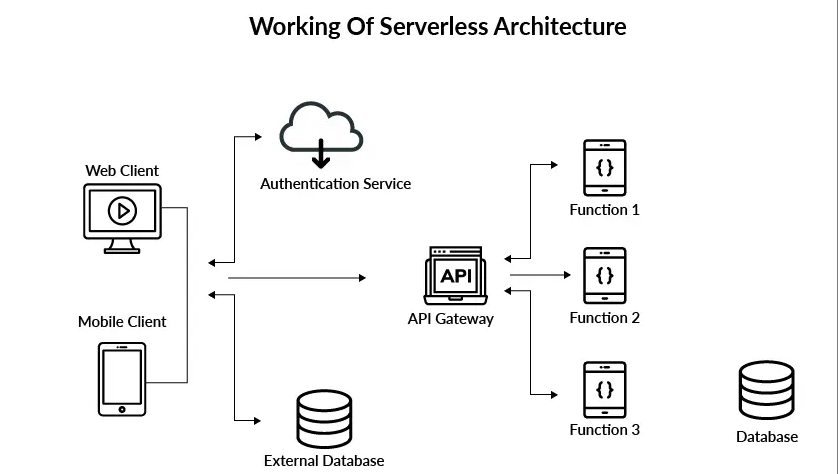 Working Of Serverless Architecture
Web Client
Authentication Service
{ }
Function 1
API
API Gateway
{ }
Function 2
Mobile Client
{ }
Function 3
External Database
Database